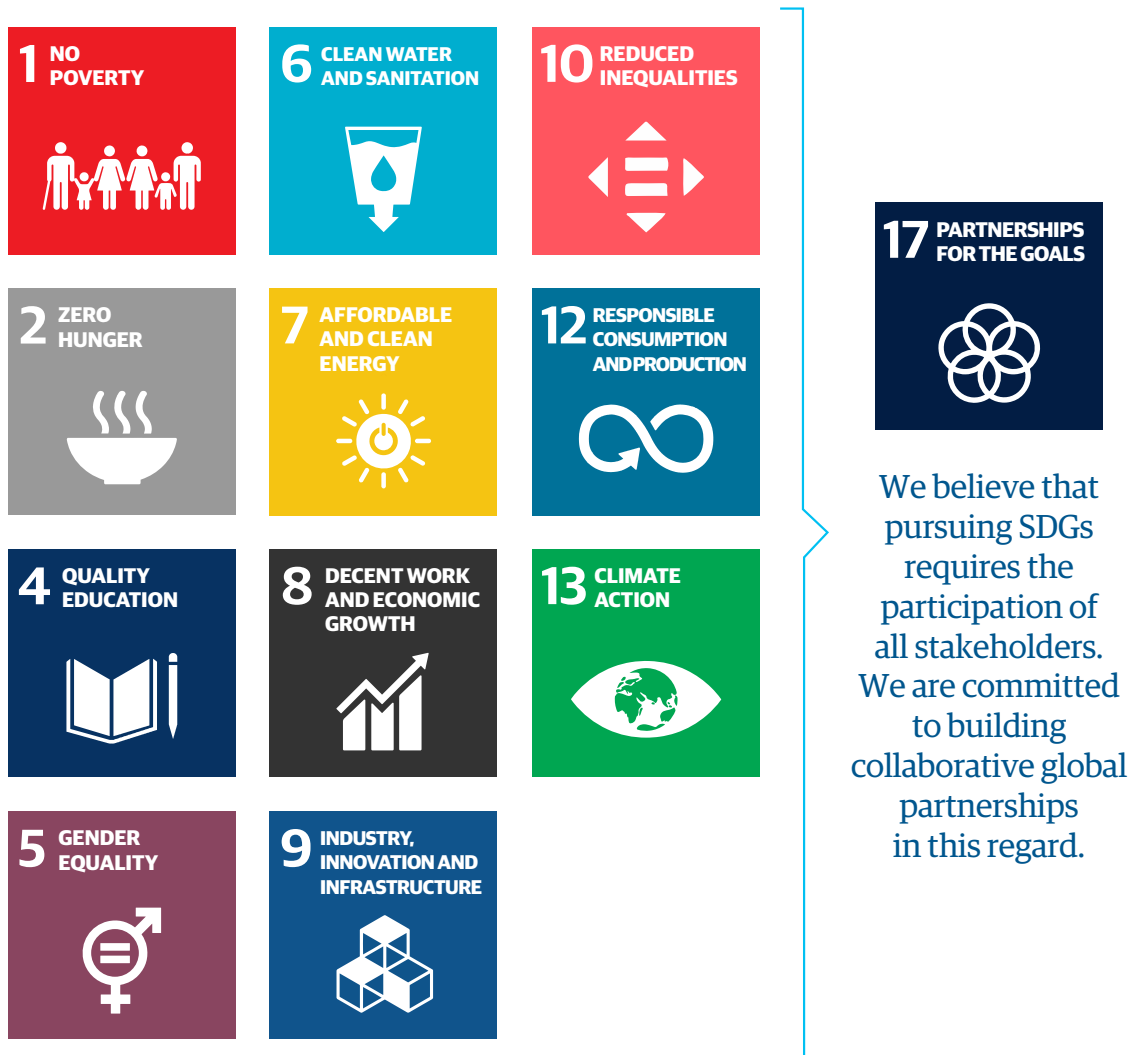 1 NO
POVERTY
2 ZERO
HUNGER
4 QUALITY
EDUCATION
5 GENDER
EQUALITY
6 CLEAN WATER
AND SANITATION
7 AFFORDABLE
AND CLEAN
ENERGY
8 DECENT WORK
AND ECONOMIC
GROWTH
9 INDUSTRY,
INNOVATION AND
INFRASTRUCTURE
10 REDUCED
INEQUALITIES
12 RESPONSIBLE
CONSUMPTION
AND PRODUCTION
13 CLIMATE
ACTION
17 PARTNERSHIPS
FOR THE GOALS
We believe that
pursuing SDGs
requires the
participation of
all stakeholders.
We are committed
to building
collaborative global
partnerships
in this regard.